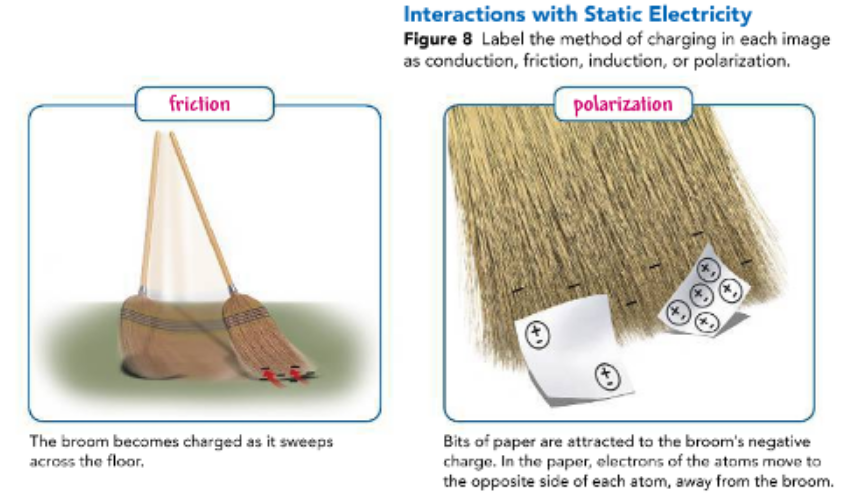 Interactions with Static Electricity
Figure 8 Label the method of charging in each image
as conduction, friction, induction, or polarization.
friction
polarization
The broom becomes charged as it sweeps
across the floor.
Bits of paper are attracted to the broom's negative
charge. In the paper, electrons of the atoms move to
the opposite side of each atom, away from the broom.